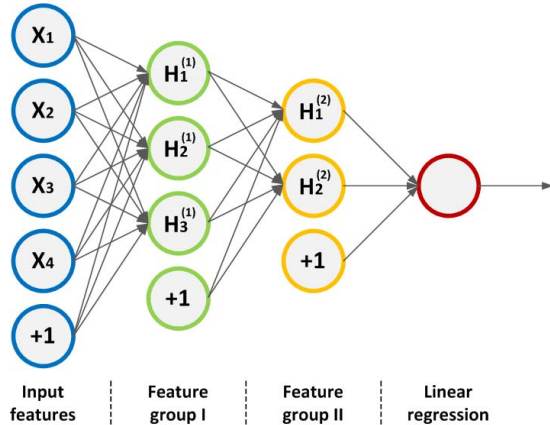 X1
X2
X3
X4
+1
H1(1)
H2(1)
H3(1)
+1
H1(2)
H2(2)
+1
Input features
Feature group I
Feature group II
Linear regression